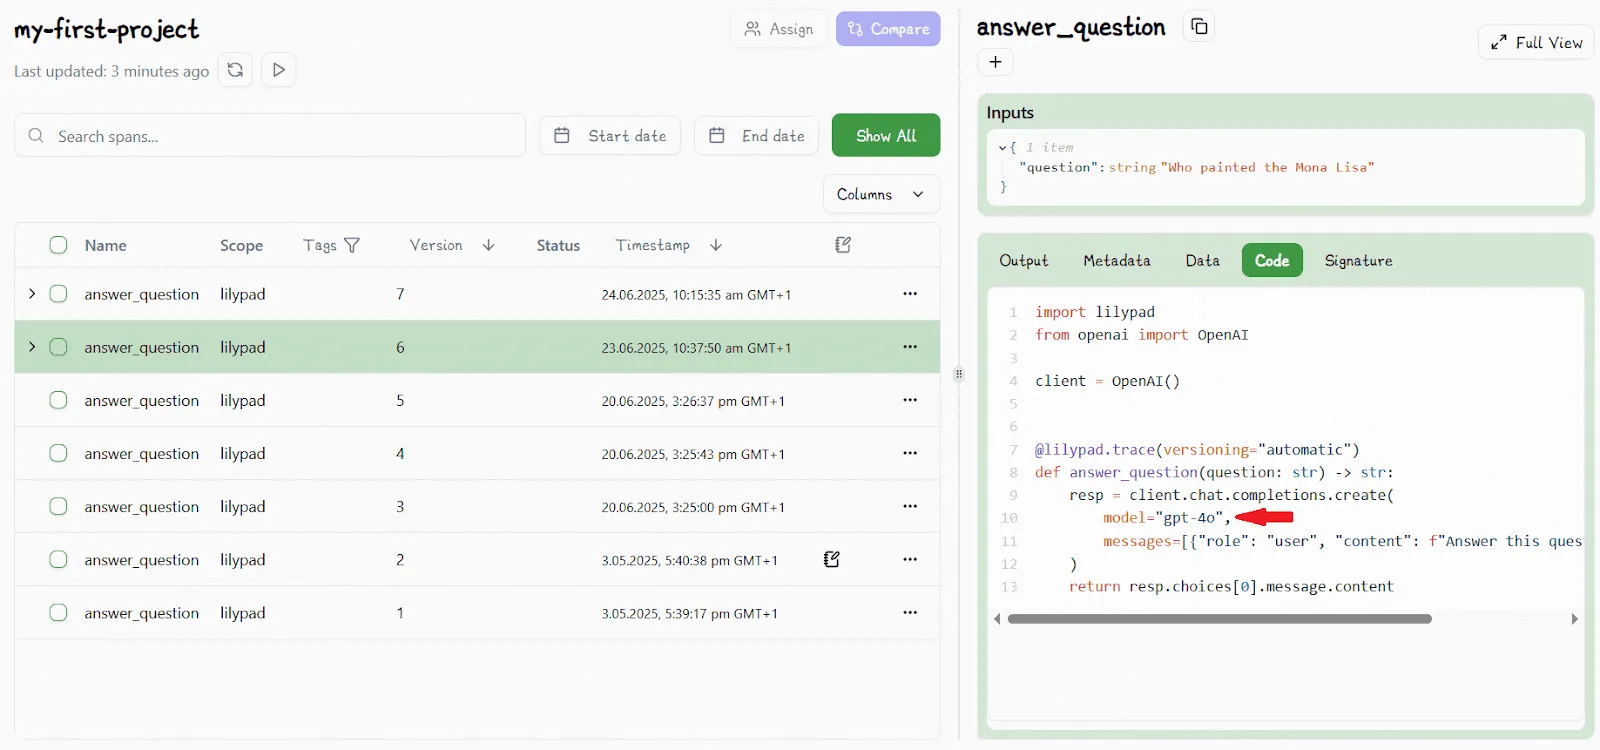 my-first-project
Assign
Compare
Last updated: 3 minutes ago
Search spans...
Start date
End date
Show All
Columns
Name Scope Tags Version Status Timestamp
answer_question lilypad 7 24.06.2025, 10:15:35 am GMT+1 ...
answer_question lilypad 6 23.06.2025, 10:37:50 am GMT+1 ...
answer_question lilypad 5 20.06.2025, 3:26:37 pm GMT+1 ...
answer_question lilypad 4 20.06.2025, 3:25:43 pm GMT+1 ...
answer_question lilypad 3 20.06.2025, 3:25:00 pm GMT+1 ...
answer_question lilypad 2 3.05.2025, 5:40:38 pm GMT+1 ...
answer_question lilypad 1 3.05.2025, 5:39:17 pm GMT+1 ...
answer_question
Full View
+
Inputs
{ 1 item
"question": string "Who painted the Mona Lisa"
}
Output Metadata Data Code Signature
1 import lilypad
2 from openai import OpenAI
3
4 client = OpenAI()
5
6
7 @lilypad.trace(versioning="automatic")
8 def answer_question(question: str) -> str:
9 resp = client.chat.completions.create(
10 model="gpt-4o",
11 messages=[{"role": "user", "content": f"Answer this ques
12 )
13 return resp.choices[0].message.content